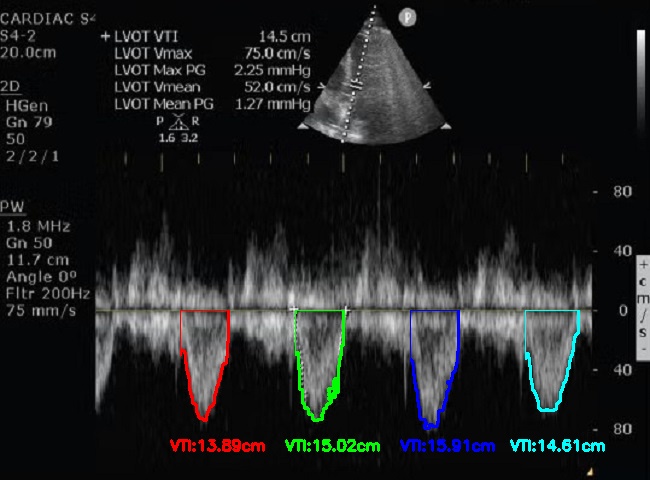 CARDIAC S4
S4-2
20.0cm
2D
HGen
Gn 79
50
2/2/1
PW
1.8 MHz
Gn 50
11.7 cm
Angle 0°
Fltr 200Hz
75 mm/s
+ LVOT VTI 14.5 cm
LVOT Vmax 75.0 cm/s
LVOT Max PG 2.25 mmHg
LVOT Vmean 52.0 cm/s
LVOT Mean PG 1.27 mmHg
P R
1.6 3.2
P
80
40
0
40
80
+
c
m
/
s
-
VTI:13.89cm
VTI:15.02cm
VTI:15.91cm
VTI:14.61cm